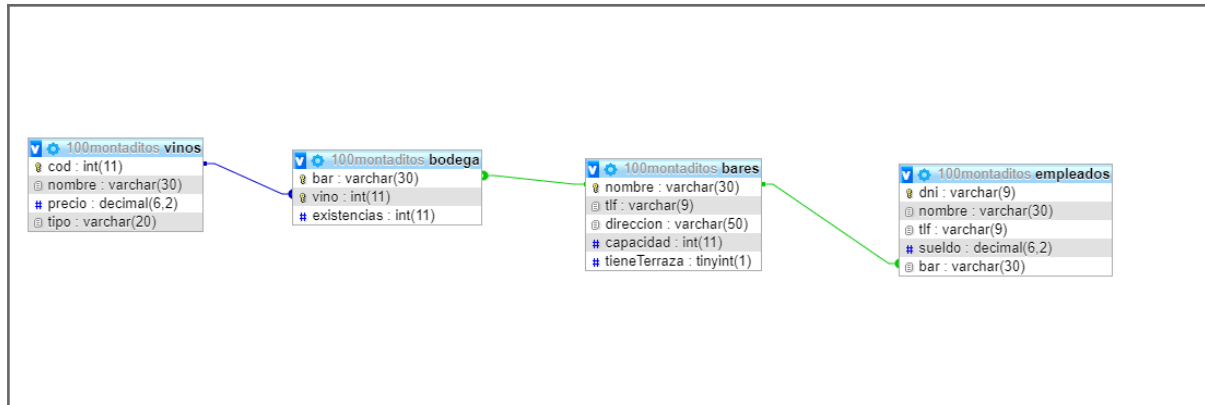 100montaditos vinos
cod : int(11)
nombre : varchar(30)
# precio : decimal(6,2)
tipo : varchar(20)
100montaditos bodega
bar : varchar(30)
vino : int(11)
# existencias : int(11)
100montaditos bares
nombre : varchar(30)
tlf : varchar(9)
direccion : varchar(50)
# capacidad : int(11)
# tieneTerraza : tinyint(1)
100montaditos empleados
dni : varchar(9)
nombre : varchar(30)
tlf : varchar(9)
# sueldo : decimal(6,2)
bar : varchar(30)